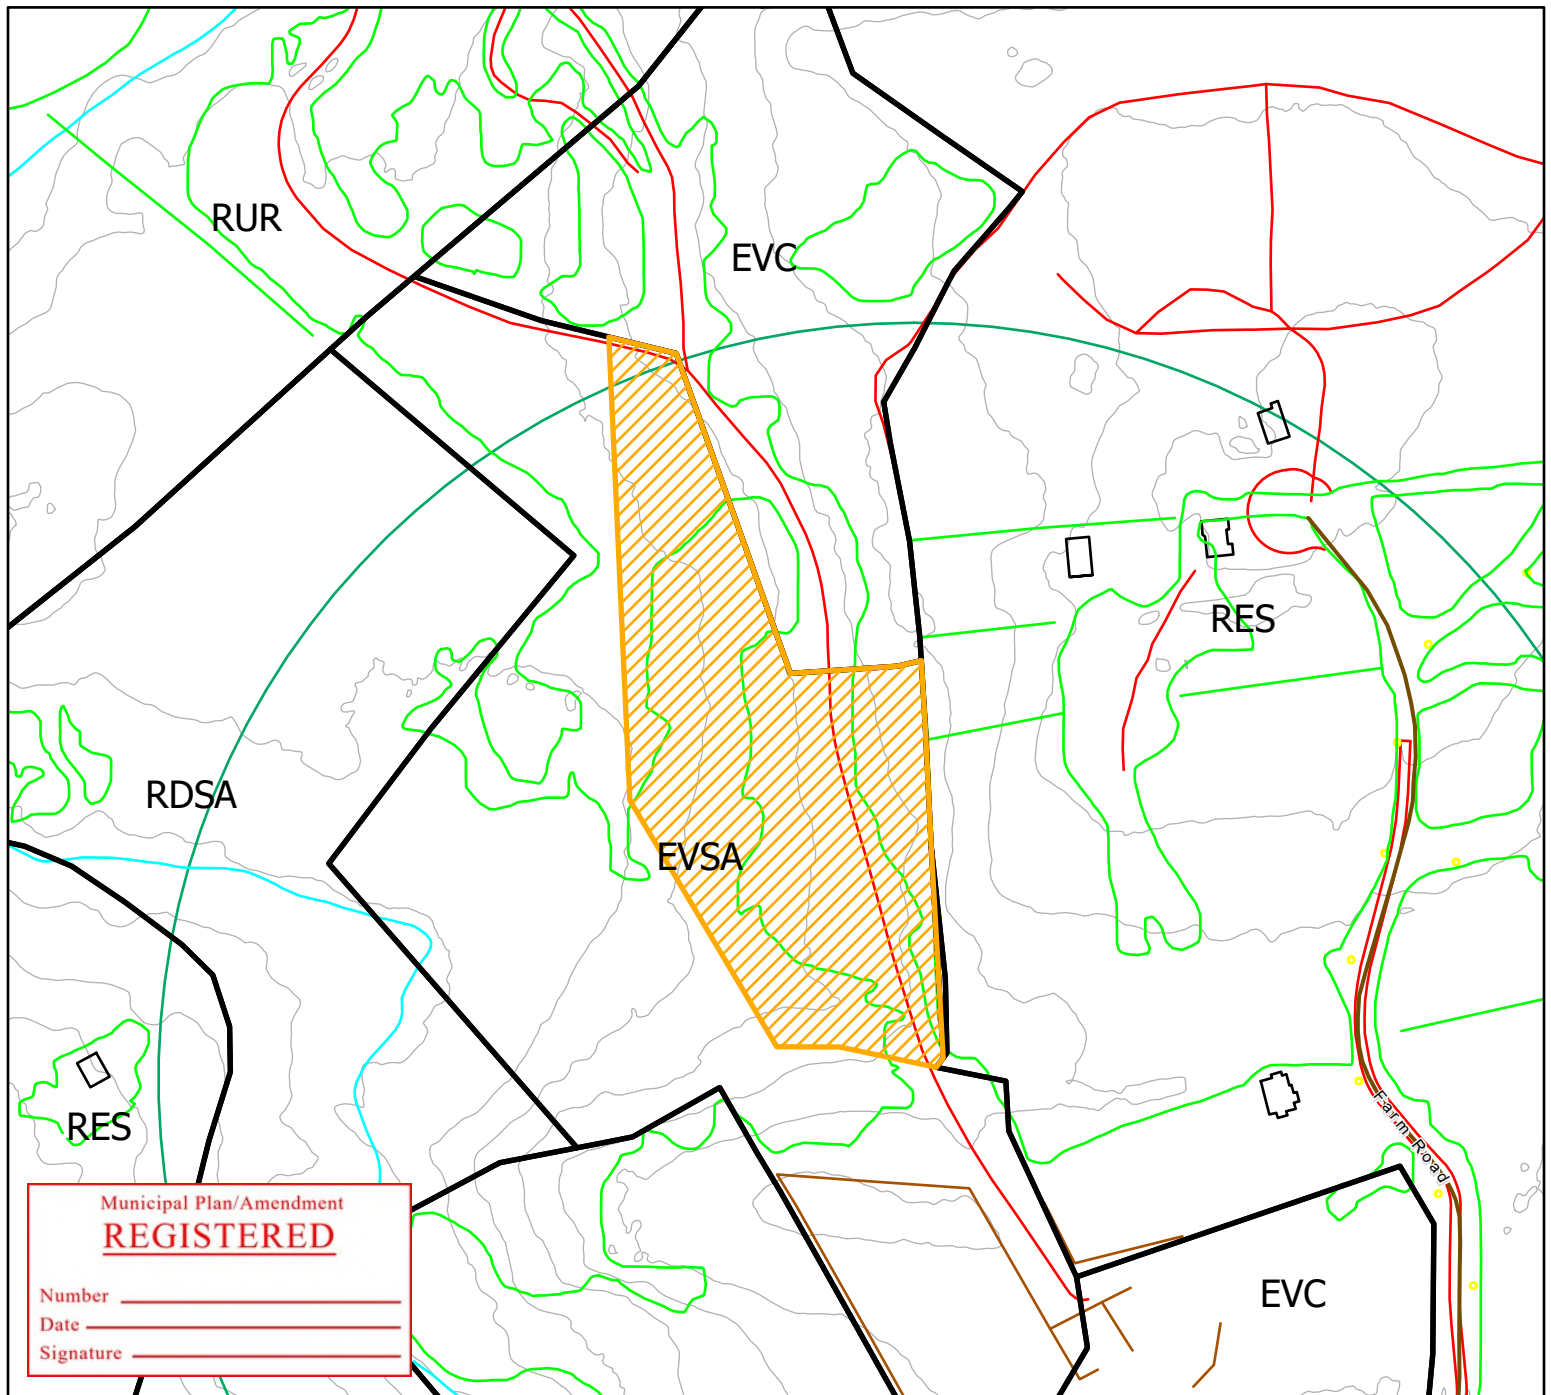 RUR
EVC
RES
RDSA
EVSA
RES
Farm Road
EVC
Municipal Plan/Amendment
REGISTERED
Number
Date
Signature